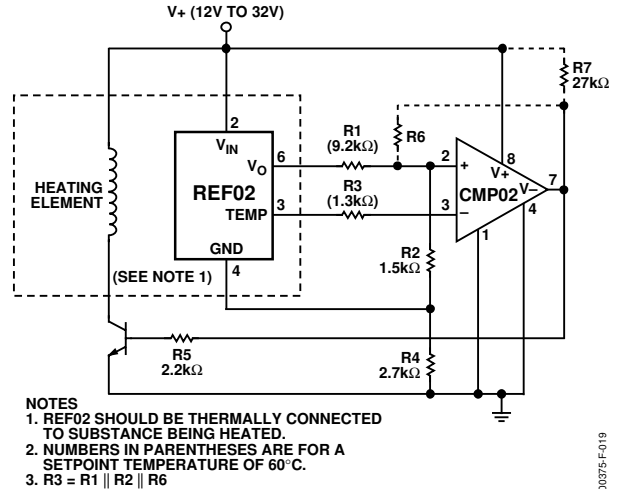 V+ (12V TO 32V)
R7
27kΩ
2
VIN
VO
6
R1
(9.2kΩ)
R6
2
+
8
V+
7
HEATING
ELEMENT
REF02
TEMP
3
R3
(1.3kΩ)
3
–
CMP02
V–
4
1
GND
4
(SEE NOTE 1)
R2
1.5kΩ
R5
2.2kΩ
R4
2.7kΩ
NOTES
1. REF02 SHOULD BE THERMALLY CONNECTED
TO SUBSTANCE BEING HEATED.
2. NUMBERS IN PARENTHESES ARE FOR A
SETPOINT TEMPERATURE OF 60°C.
3. R3 = R1 || R2 || R6
00375-F-019